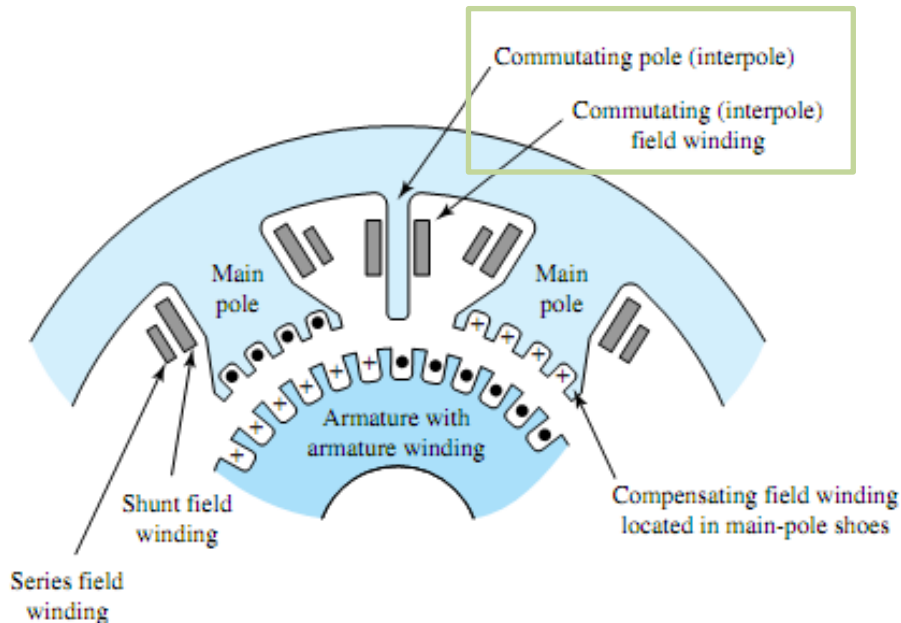 Commutating pole (interpole)
Commutating (interpole)
field winding
Main
pole
Main
pole
Armature with
armature winding
Shunt field
winding
Series field
winding
Compensating field winding
located in main-pole shoes